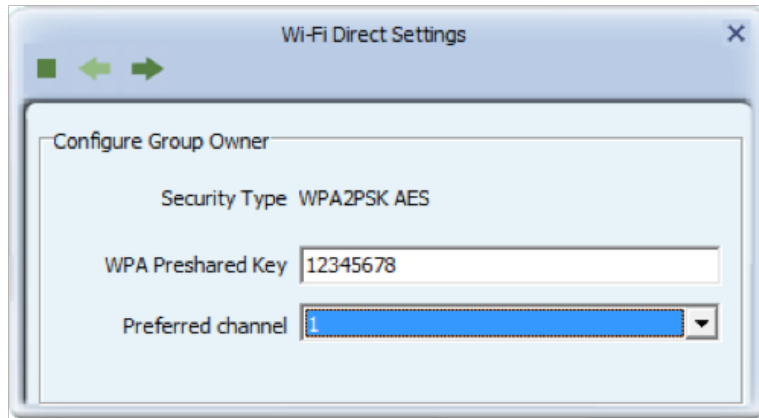 Wi-Fi Direct Settings
Configure Group Owner
Security Type WPA2PSK AES
WPA Preshared Key 12345678
Preferred channel 1